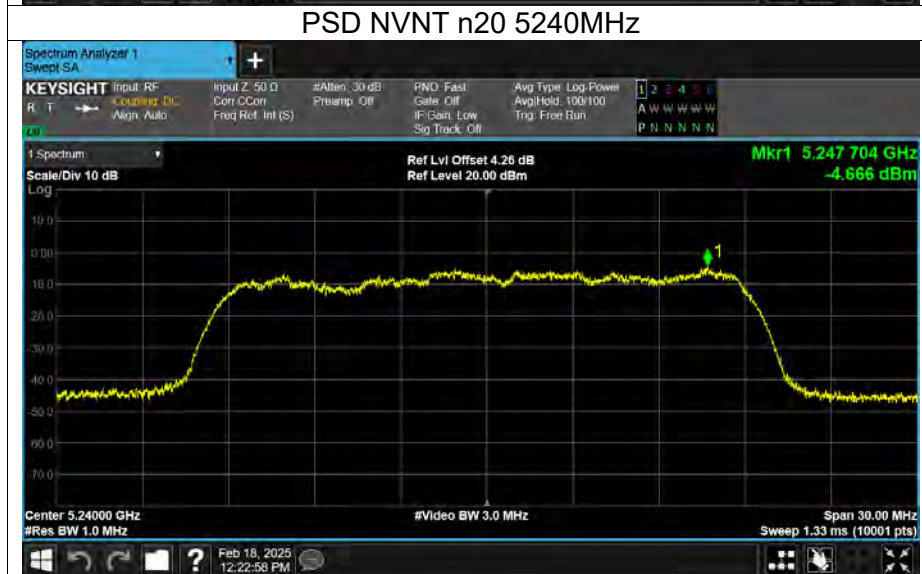 PSD NVNT n20 5240MHz
Spectrum Analyzer 1
Swept SA
+
KEYSIGHT Input: RF
R T Coupling: DC
Align: Auto
Input Z: 50 Ω
Corr CCorr
Freq Ref: Int (S)
#Atten: 30 dB
Preamp: Off
PNO: Fast
Gate: Off
IF Gain: Low
Sig Track: Off
Avg Type: Log-Power
Avg|Hold: 100/100
Trig: Free Run
1 2 3 4 5 6
A W W W W W
P N N N N N
1 Spectrum
Scale/Div 10 dB
Ref Lvl Offset 4.26 dB
Ref Level 20.00 dBm
Mkr1 5.247 704 GHz
-4.666 dBm
Log
10.0
0.00
-10.0
-20.0
-30.0
-40.0
-50.0
-60.0
-70.0
1
Center 5.24000 GHz
#Res BW 1.0 MHz
#Video BW 3.0 MHz
Span 30.00 MHz
Sweep 1.33 ms (10001 pts)
?
Feb 18, 2025
12:22:58 PM